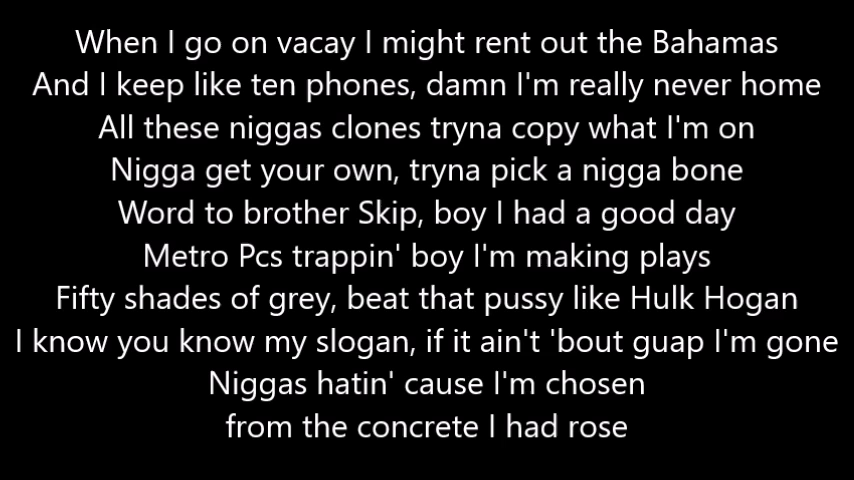 When I go on vacay I might rent out the Bahamas
And I keep like ten phones, damn I'm really never home
All these niggas clones tryna copy what I'm on
Nigga get your own, tryna pick a nigga bone
Word to brother Skip, boy I had a good day
Metro Pcs trappin' boy I'm making plays
Fifty shades of grey, beat that pussy like Hulk Hogan
I know you know my slogan, if it ain't 'bout guap I'm gone
Niggas hatin' cause I'm chosen
from the concrete I had rose